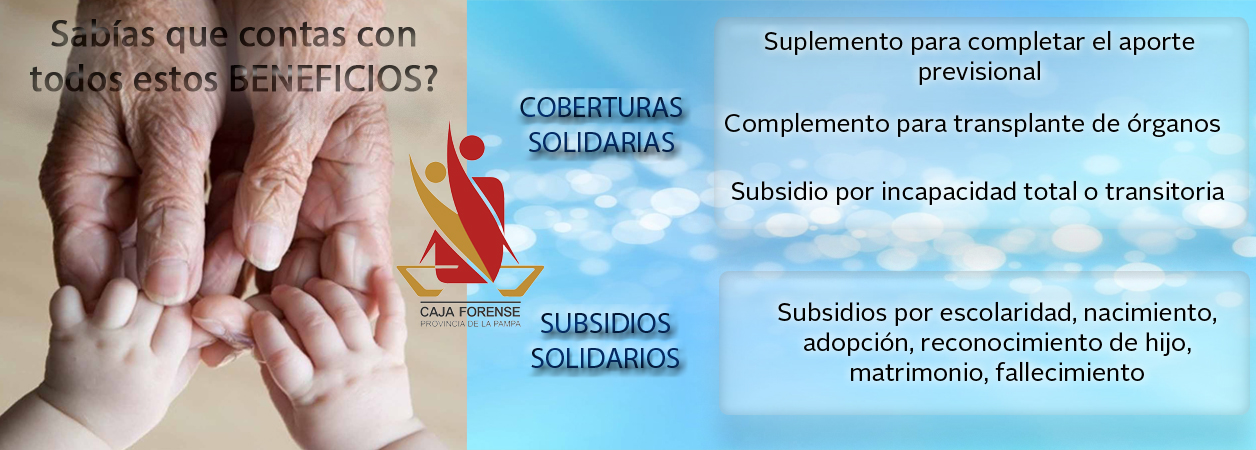 Sabías que contas con
todos estos BENEFICIOS?
COBERTURAS
SOLIDARIAS
Suplemento para completar el aporte
previsional
Complemento para transplante de órganos
Subsidio por incapacidad total o transitoria
CAJA FORENSE
PROVINCIA DE LA PAMPA
SUBSIDIOS
SOLIDARIOS
Subsidios por escolaridad, nacimiento,
adopción, reconocimiento de hijo,
matrimonio, fallecimiento